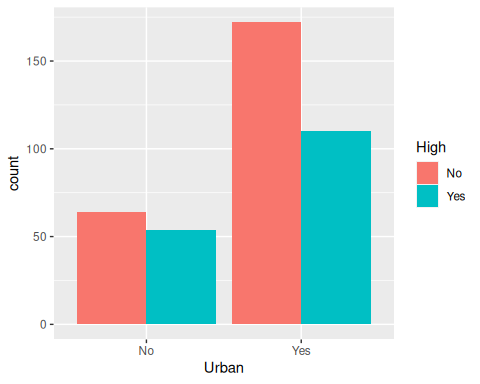 count
150
100
50
0
No
Yes
Urban
High
No
Yes